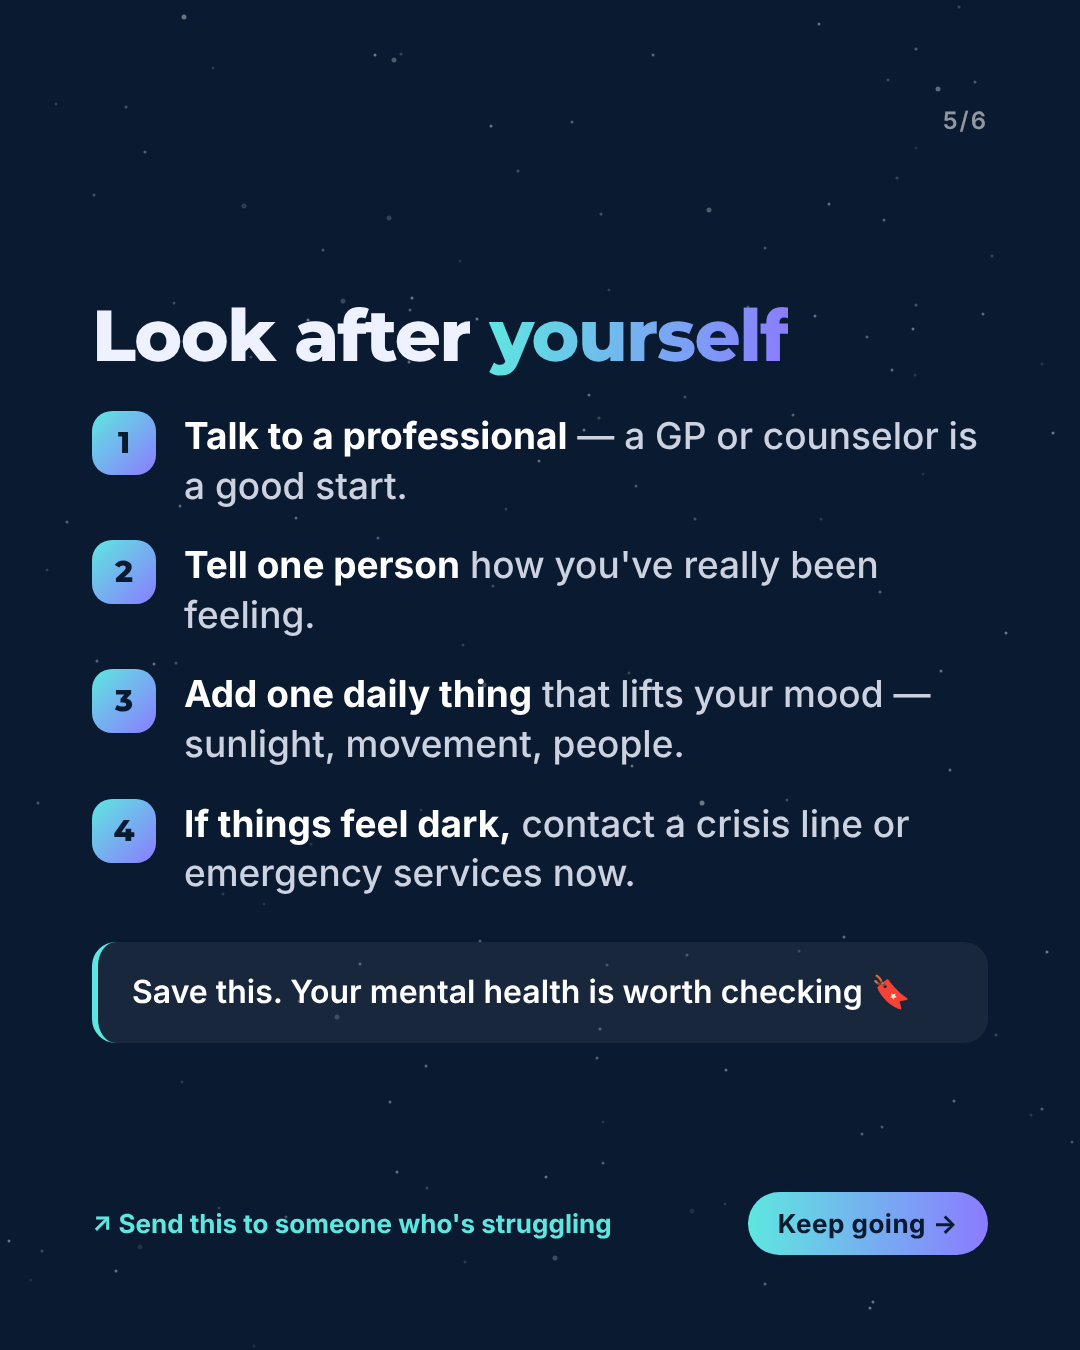 5/6
Look after yourself
1 Talk to a professional — a GP or counselor is
a good start.
2 Tell one person how you've really been
feeling.
3 Add one daily thing that lifts your mood —
sunlight, movement, people.
4 If things feel dark, contact a crisis line or
emergency services now.
Save this. Your mental health is worth checking 🔖
↗ Send this to someone who's struggling
Keep going →